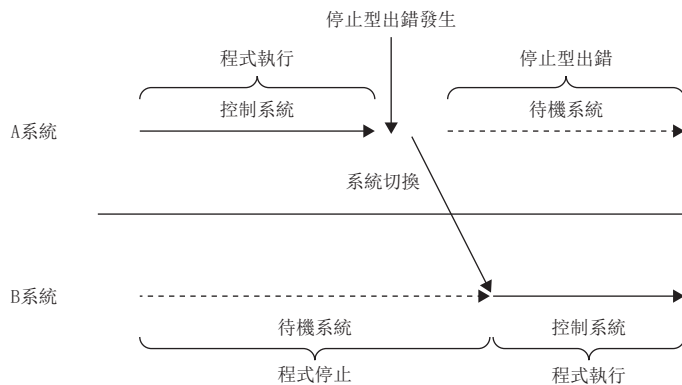 停止型出錯發生
程式執行
停止型出錯
控制系統
待機系統
A系統
系統切換
B系統
待機系統
控制系統
程式停止
程式執行